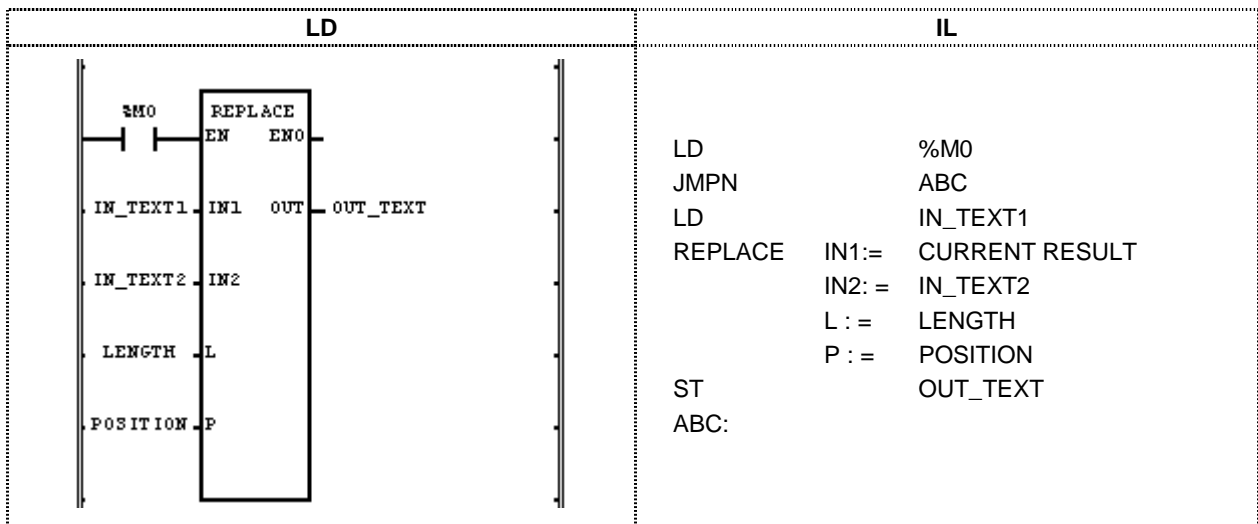 LD IL
%M0 REPLACE
EN ENO
IN_TEXT1 IN1 OUT OUT_TEXT
IN_TEXT2 IN2
LENGTH L
POSITION P
LD %M0
JMPN ABC
LD IN_TEXT1
REPLACE IN1:= CURRENT RESULT
IN2: = IN_TEXT2
L : = LENGTH
P : = POSITION
ST OUT_TEXT
ABC: